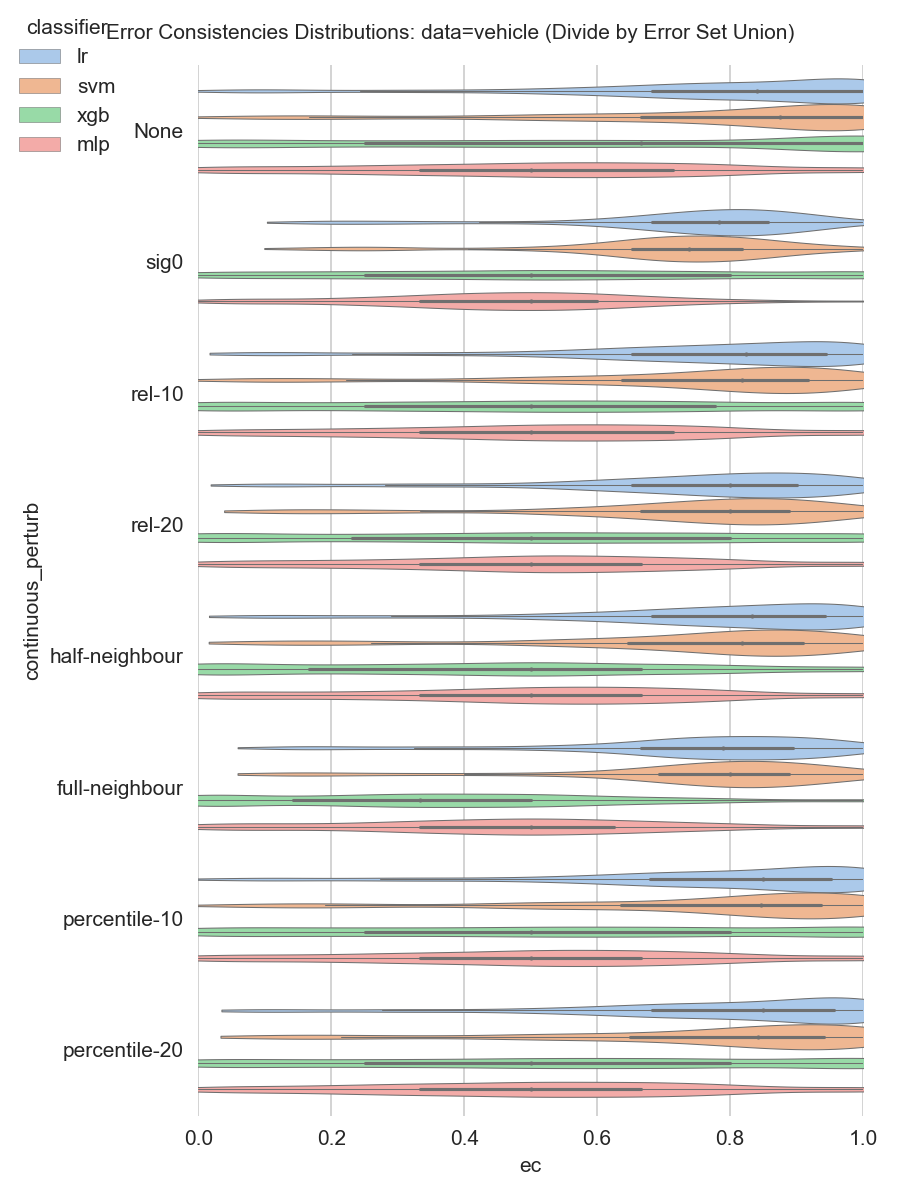 Error Consistencies Distributions: data=vehicle (Divide by Error Set Union)
classifier
lr
svm
xgb
mlp
None
sig0
rel-10
rel-20
half-neighbour
full-neighbour
percentile-10
percentile-20
continuous_perturb
0.0 0.2 0.4 0.6 0.8 1.0
ec